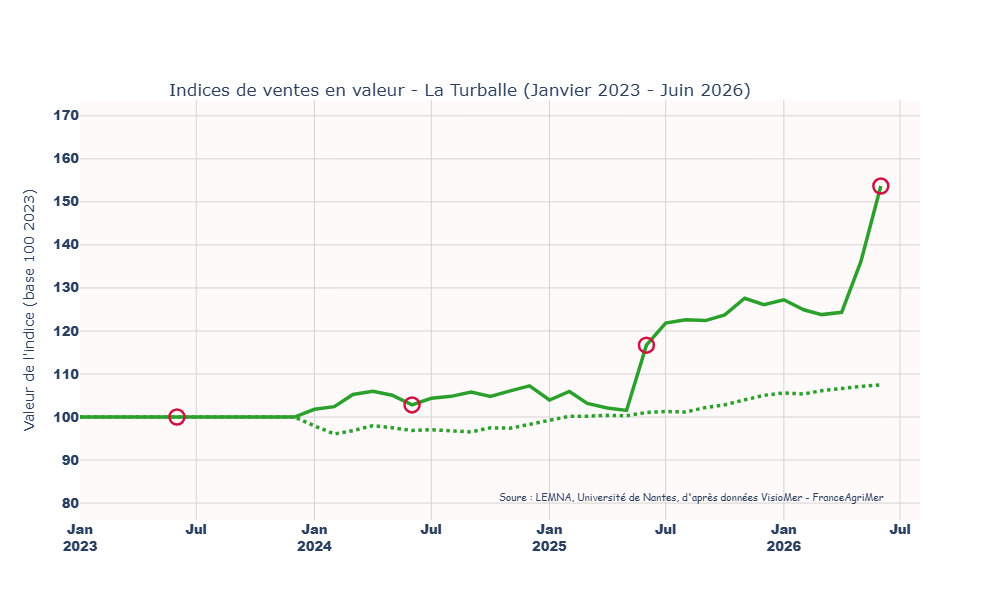 Indices de ventes en valeur - La Turballe (Janvier 2023 - Juin 2026)
Valeur de l'indice (base 100 2023)
170
160
150
140
130
120
110
100
90
80
Soure : LEMNA, Université de Nantes, d'après données VisioMer - FranceAgriMer
Jan Jul Jan Jul Jan Jul Jan Jul
2023 2024 2025 2026